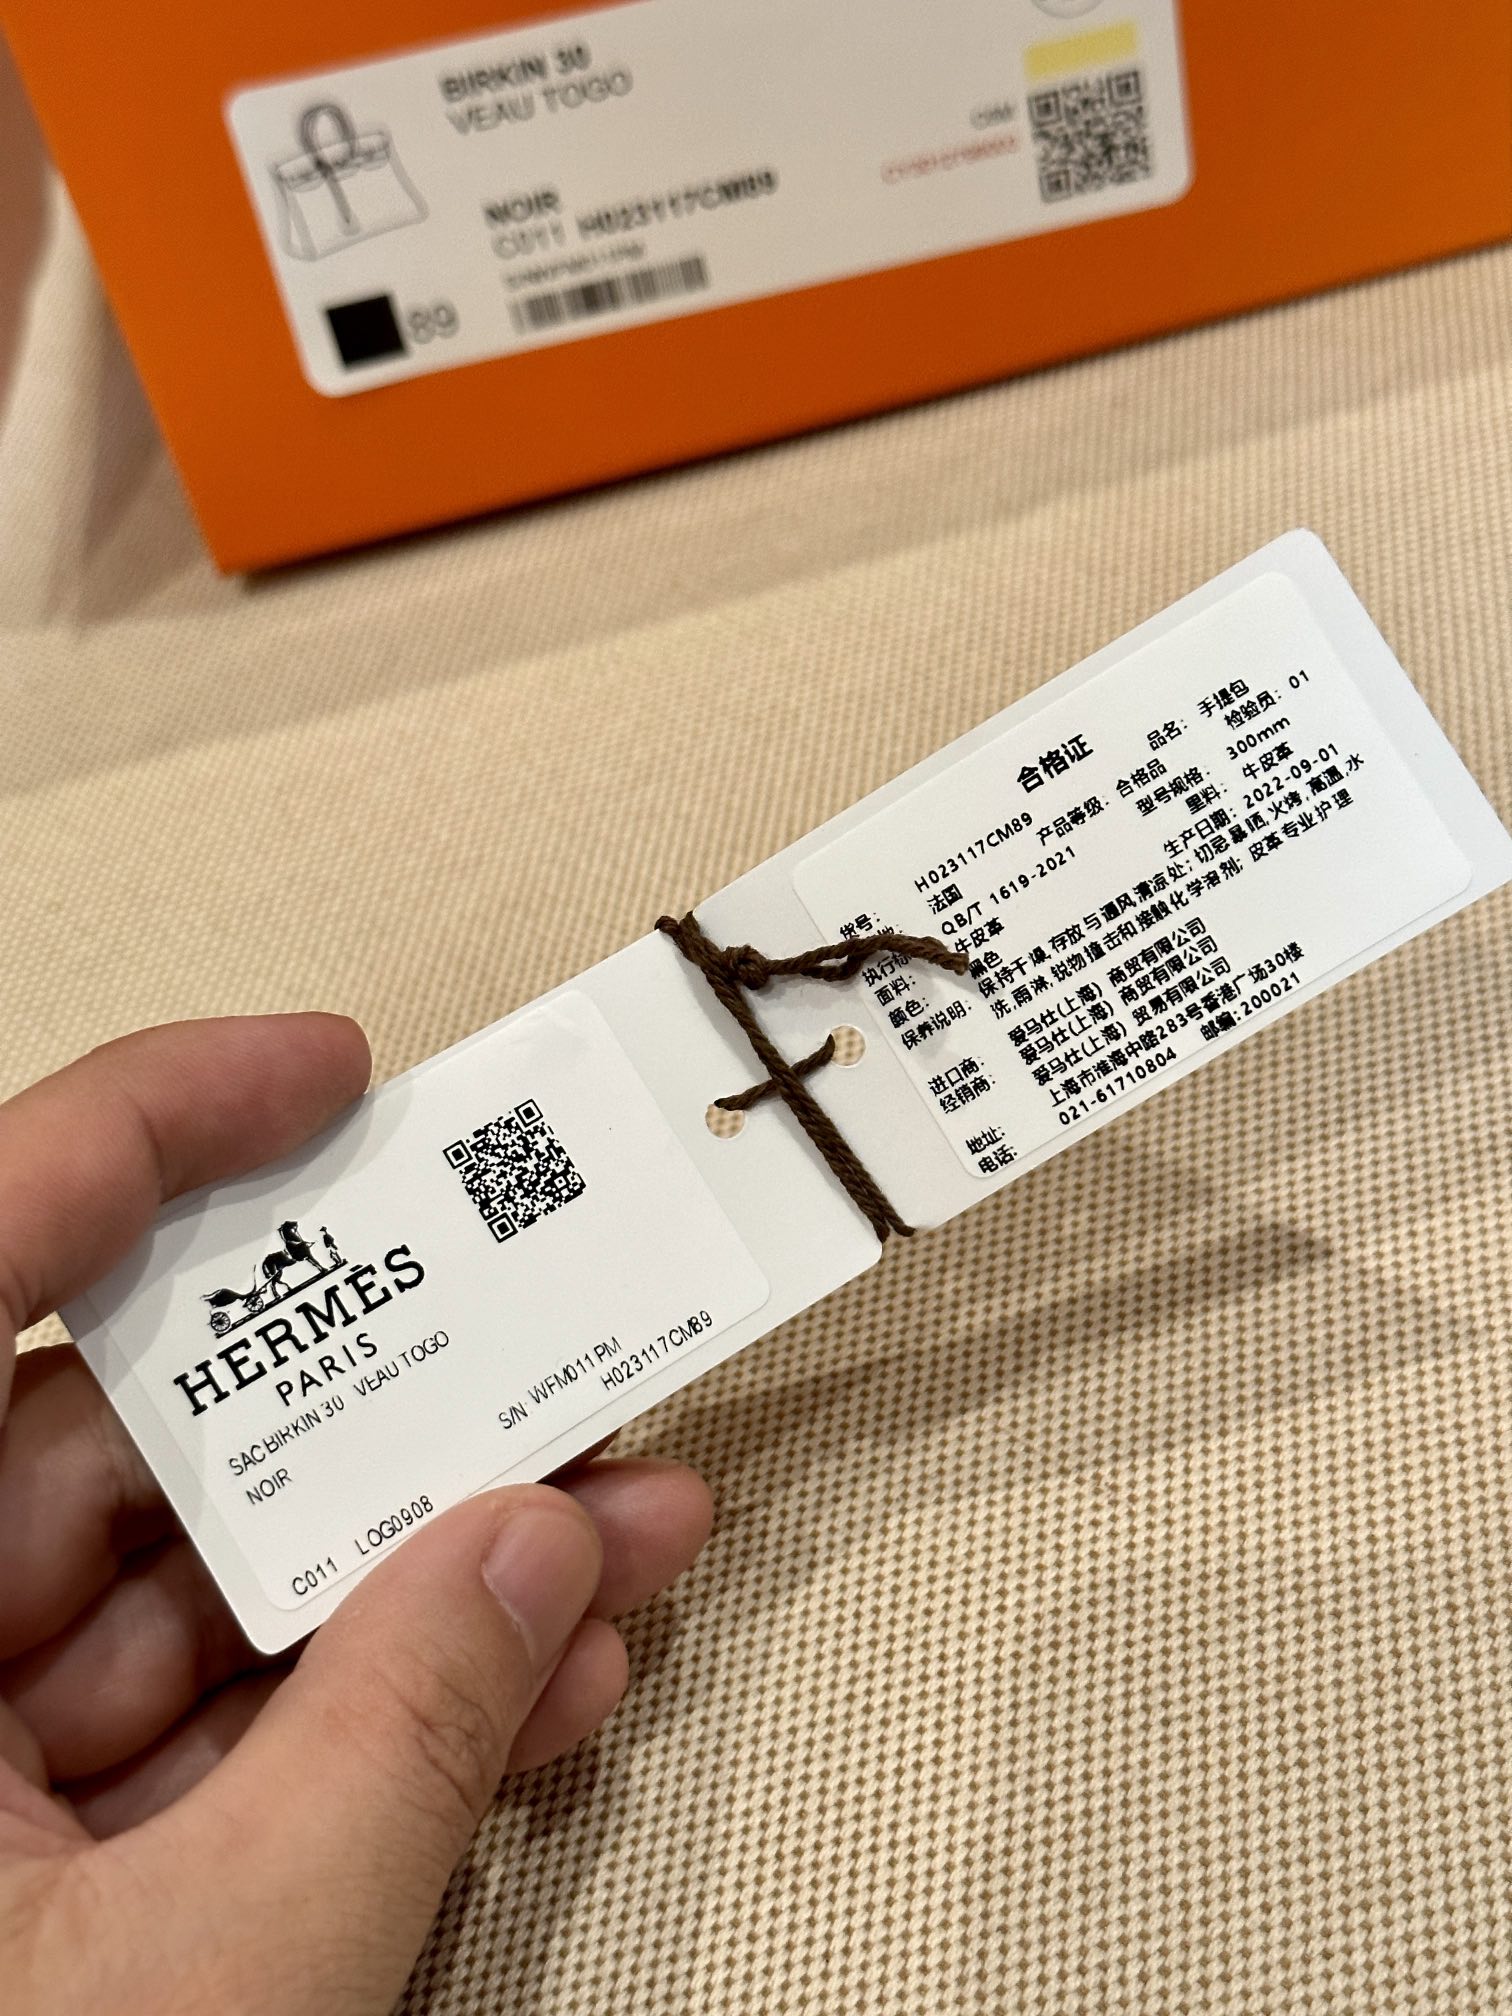 BIRKIN 30
VEAU TOGO
NOIR
C011 H023117CM89
89
合格证
货号: H023117CM89 品名: 手提包
地: 法国 产品等级: 合格品 检验员: 01
执行标 QB/T 1619-2021 型号规格: 300mm
面料: 牛皮革 里料: 牛皮革
颜色: 黑色 生产日期: 2022-09-01
保养说明: 保持干燥,存放与通风清凉处; 切忌暴晒,火烤,高温,水
洗,雨淋,锐物撞击和接触化学溶剂; 皮革专业护理
进口商: 爱马仕(上海) 商贸有限公司
经销商: 爱马仕(上海) 商贸有限公司
爱马仕(上海) 贸易有限公司
地址: 上海市淮海中路283号香港广场30楼
电话: 021-61710804 邮编:200021
HERMÈS
PARIS
SAC BIRKIN 30 VEAU TOGO
NOIR
S/N: WFM011PM
H023117CM89
C011 LOG0908